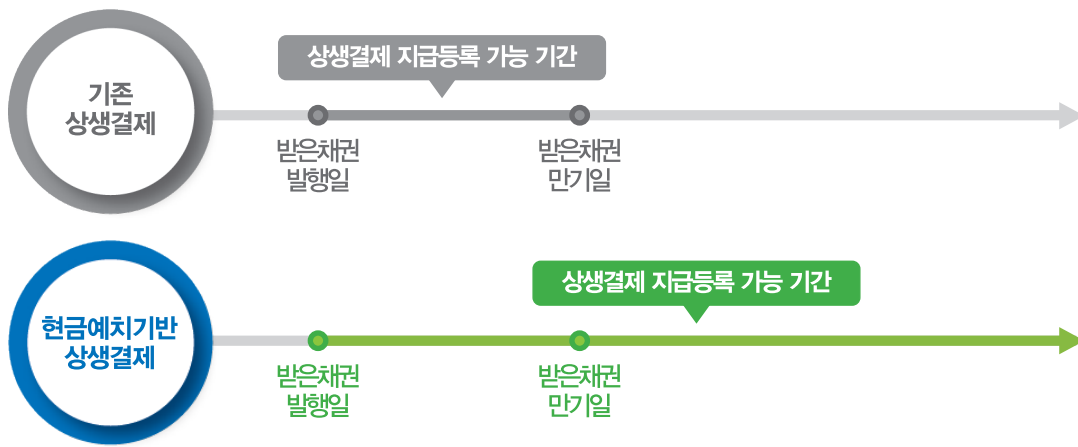 기존
상생결제
상생결제 지급등록 가능 기간
받은채권
발행일
받은채권
만기일
현금예치기반
상생결제
상생결제 지급등록 가능 기간
받은채권
발행일
받은채권
만기일